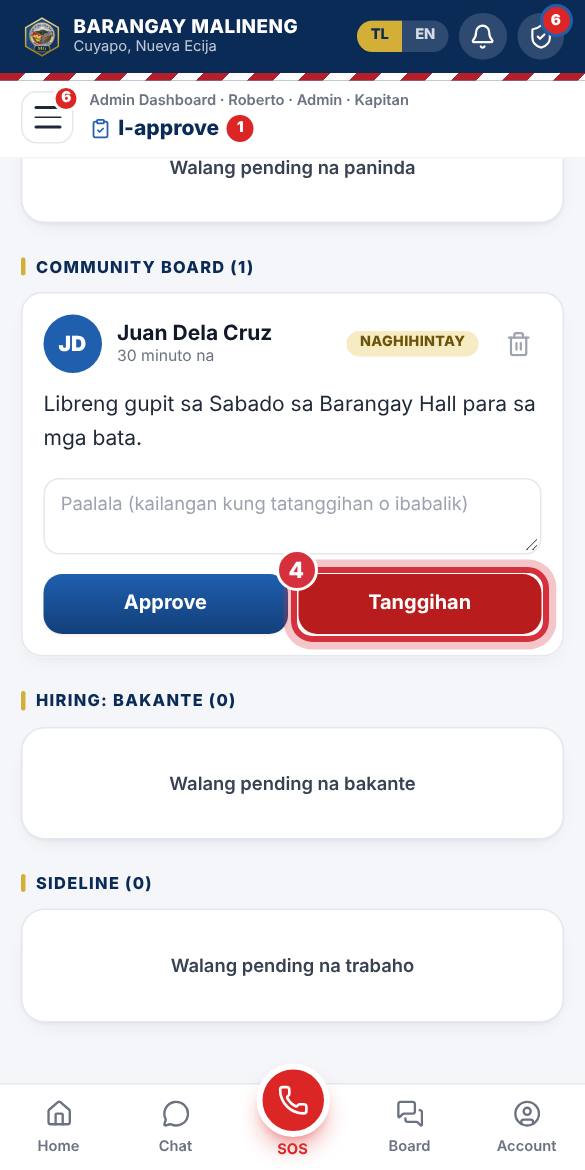 BARANGAY MALINENG
Cuyapo, Nueva Ecija
TL EN
6
6
Admin Dashboard · Roberto · Admin · Kapitan
I-approve 1
Walang pending na paninda
COMMUNITY BOARD (1)
JD
Juan Dela Cruz
30 minuto na
NAGHIHINTAY
Libreng gupit sa Sabado sa Barangay Hall para sa
mga bata.
Paalala (kailangan kung tatanggihan o ibabalik)
4
Approve Tanggihan
HIRING: BAKANTE (0)
Walang pending na bakante
SIDELINE (0)
Walang pending na trabaho
Home Chat SOS Board Account